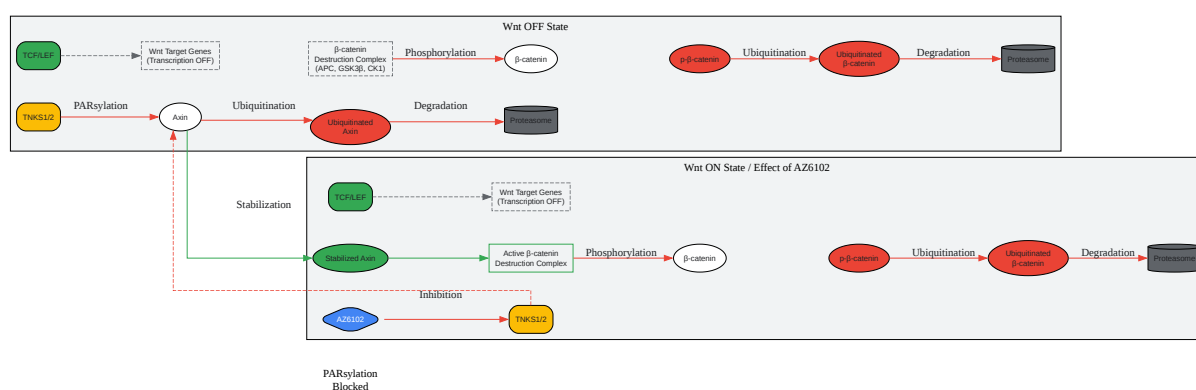 Wnt OFF State
TCF/LEF
Wnt Target Genes
(Transcription OFF)
β-catenin
Destruction Complex
(APC, GSK3β, CK1)
Phosphorylation
β-catenin
p-β-catenin
Ubiquitination
Ubiquitinated
β-catenin
Degradation
Proteasome
TNKS1/2
PARsylation
Axin
Ubiquitination
Ubiquitinated
Axin
Degradation
Proteasome
Wnt ON State / Effect of AZ6102
TCF/LEF
Wnt Target Genes
(Transcription OFF)
Stabilization
Stabilized Axin
Active β-catenin
Destruction Complex
Phosphorylation
β-catenin
p-β-catenin
Ubiquitination
Ubiquitinated
β-catenin
Degradation
Proteasome
Inhibition
AZ6102
TNKS1/2
PARsylation
Blocked